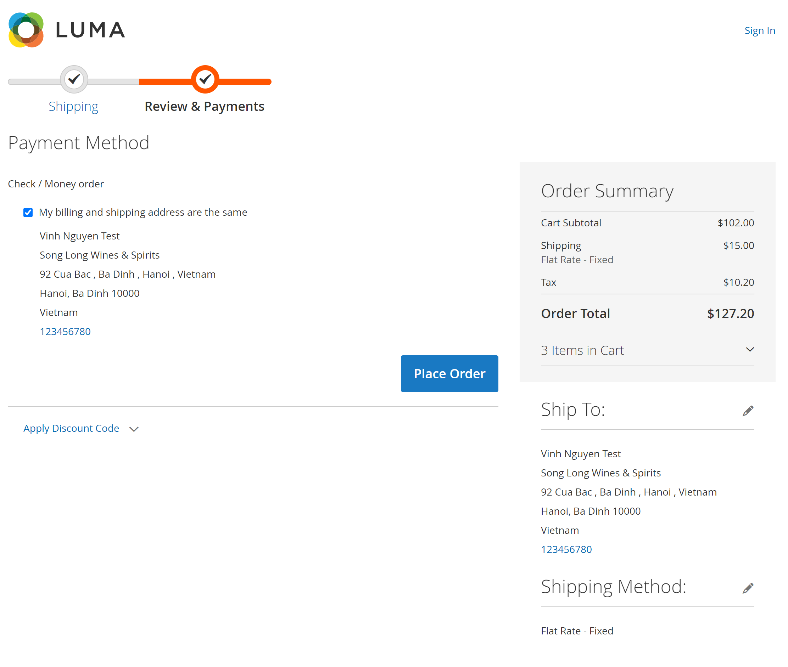 LUMA
Sign In
Shipping
Review & Payments
Payment Method
Check / Money order
My billing and shipping address are the same
Vinh Nguyen Test
Song Long Wines & Spirits
92 Cua Bac , Ba Dinh , Hanoi , Vietnam
Hanoi, Ba Dinh 10000
Vietnam
123456780
Place Order
Apply Discount Code
Order Summary
Cart Subtotal $102.00
Shipping $15.00
Flat Rate - Fixed
Tax $10.20
Order Total $127.20
3 Items in Cart
Ship To:
Vinh Nguyen Test
Song Long Wines & Spirits
92 Cua Bac , Ba Dinh , Hanoi , Vietnam
Hanoi, Ba Dinh 10000
Vietnam
123456780
Shipping Method:
Flat Rate - Fixed